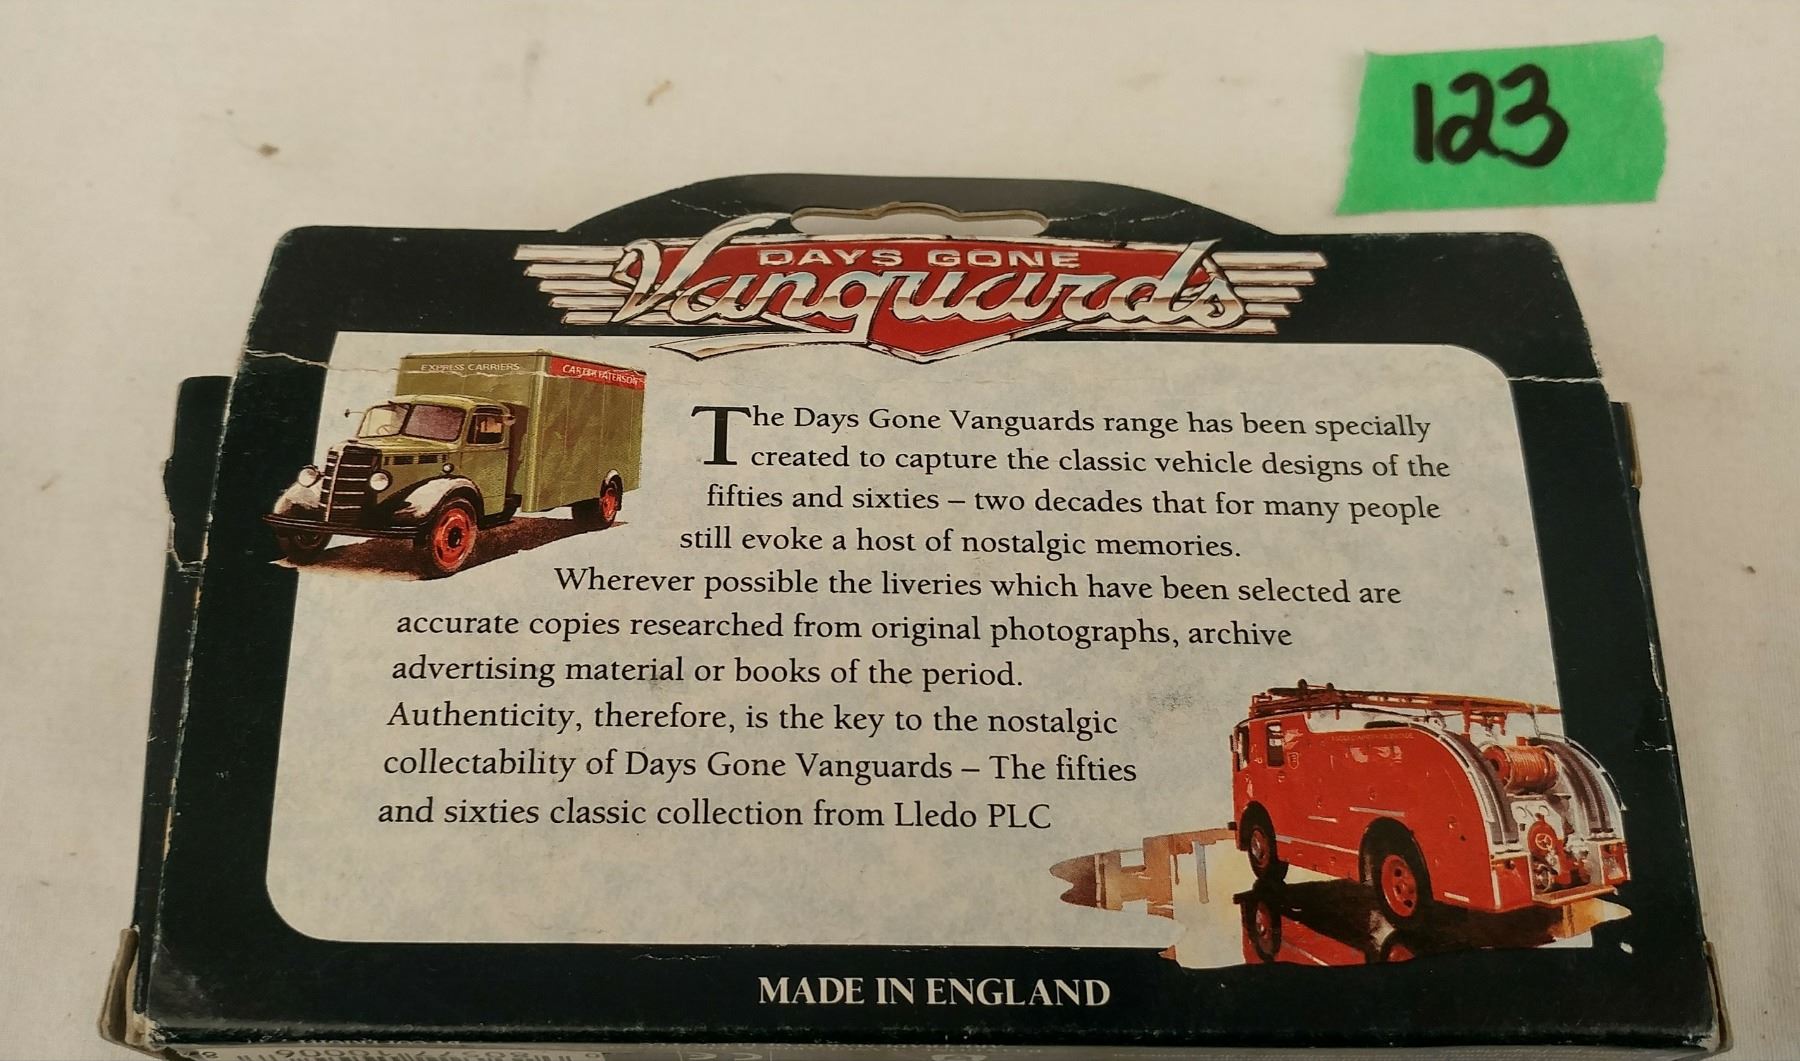 123
DAYS GONE
Vanguards
EXPRESS CARRIERS
CARTER PATERSON
The Days Gone Vanguards range has been specially
created to capture the classic vehicle designs of the
fifties and sixties – two decades that for many people
still evoke a host of nostalgic memories.
Wherever possible the liveries which have been selected are
accurate copies researched from original photographs, archive
advertising material or books of the period.
Authenticity, therefore, is the key to the nostalgic
collectability of Days Gone Vanguards – The fifties
and sixties classic collection from Lledo PLC
MADE IN ENGLAND